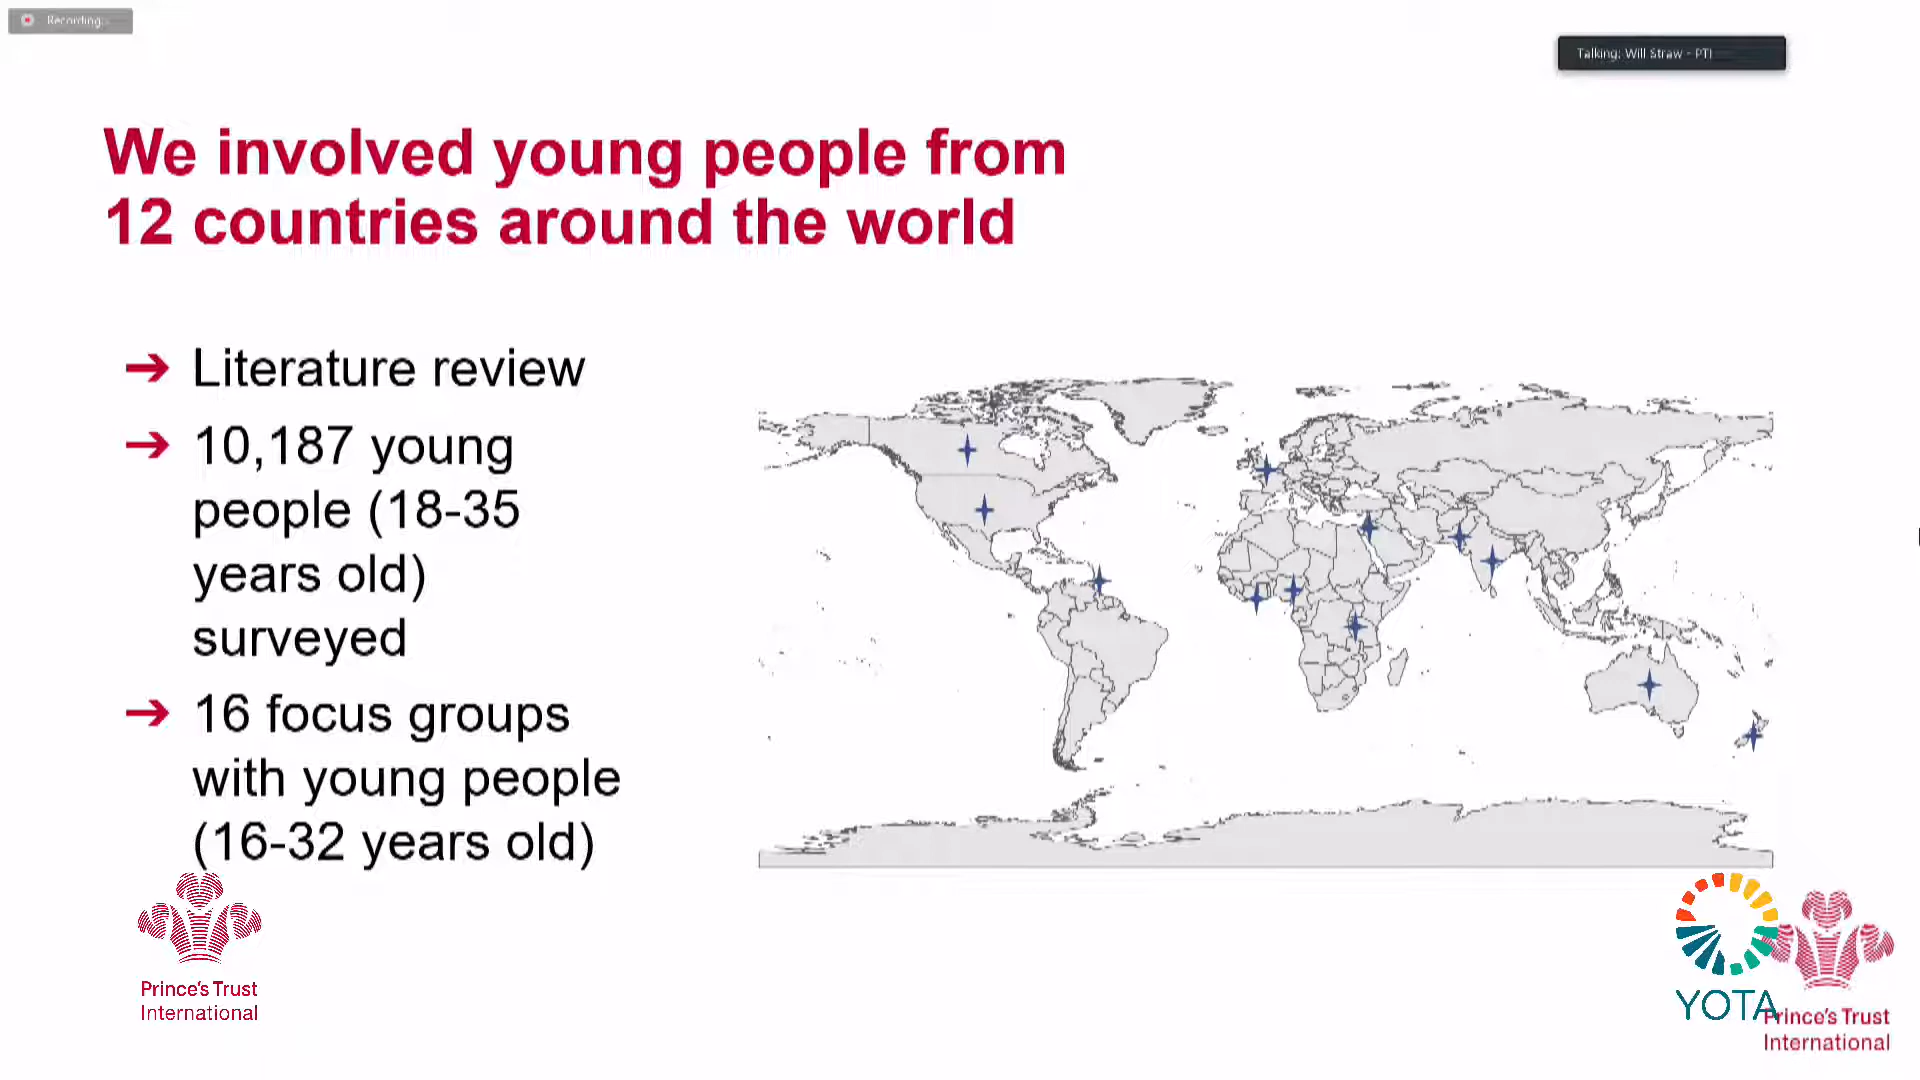 Recording...
Talking: Will Straw - PTI
We involved young people from
12 countries around the world
➔ Literature review
➔ 10,187 young
people (18-35
years old)
surveyed
➔ 16 focus groups
with young people
(16-32 years old)
Prince's Trust
International
YOTA
Prince's Trust
International